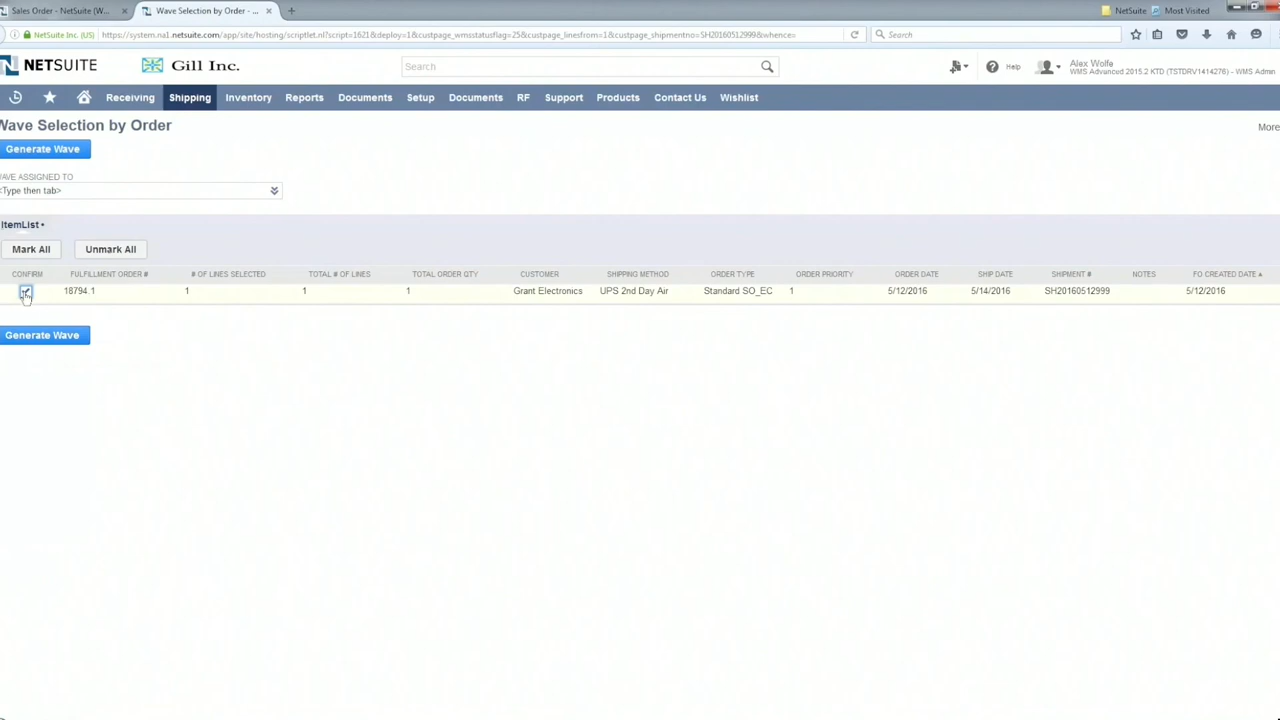 Sales Order - NetSuite (W...
Wave Selection by Order - ...
NetSuite
Most Visited
NetSuite Inc. (US)
https://system.na1.netsuite.com/app/site/hosting/scriptlet.nl?script=1621&deploy=1&custpage_wmsstatusflag=25&custpage_linesfrom=1&custpage_shipmentno=SH20160512999&whence=
Search
NETSUITE
Gill Inc.
Search
Help
Alex Wolfe
WMS Advanced 2015.2 KTD (TSTDRV1414276) - WMS Admin
Receiving Shipping Inventory Reports Documents Setup Documents RF Support Products Contact Us Wishlist
Wave Selection by Order
More
Generate Wave
WAVE ASSIGNED TO
<Type then tab>
ItemList •
Mark All Unmark All
CONFIRM FULFILLMENT ORDER # # OF LINES SELECTED TOTAL # OF LINES TOTAL ORDER QTY CUSTOMER SHIPPING METHOD ORDER TYPE ORDER PRIORITY ORDER DATE SHIP DATE SHIPMENT # NOTES FO CREATED DATE ▲
18794.1 1 1 1 Grant Electronics UPS 2nd Day Air Standard SO_EC 1 5/12/2016 5/14/2016 SH20160512999 5/12/2016
Generate Wave